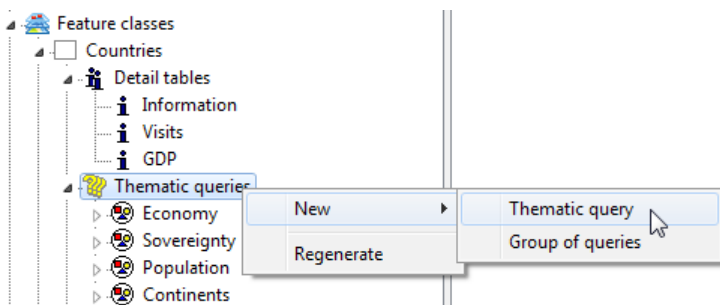 Feature classes
Countries
Detail tables
Information
Visits
GDP
Thematic queries
Economy
Sovereignty
Population
Continents
New
Regenerate
Thematic query
Group of queries